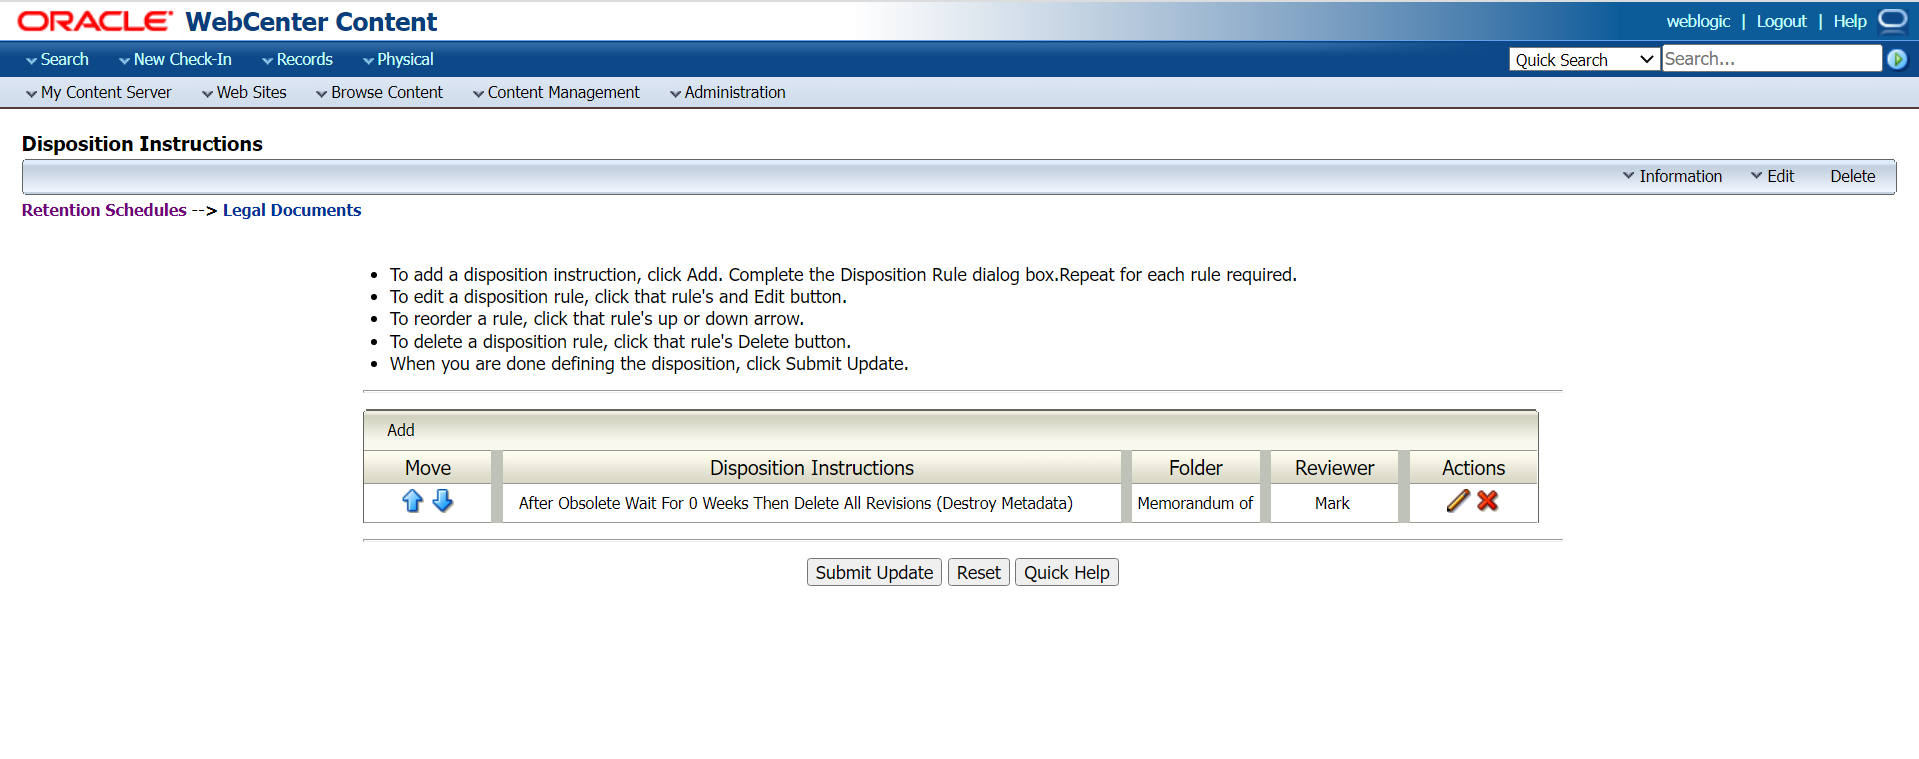 ORACLE WebCenter Content
weblogic | Logout | Help
Search New Check-In Records Physical
Quick Search Search...
My Content Server Web Sites Browse Content Content Management Administration
Disposition Instructions
Information Edit Delete
Retention Schedules --> Legal Documents
• To add a disposition instruction, click Add. Complete the Disposition Rule dialog box.Repeat for each rule required.
• To edit a disposition rule, click that rule's and Edit button.
• To reorder a rule, click that rule's up or down arrow.
• To delete a disposition rule, click that rule's Delete button.
• When you are done defining the disposition, click Submit Update.
Add
Move Disposition Instructions Folder Reviewer Actions
After Obsolete Wait For 0 Weeks Then Delete All Revisions (Destroy Metadata) Memorandum of Mark
Submit Update Reset Quick Help